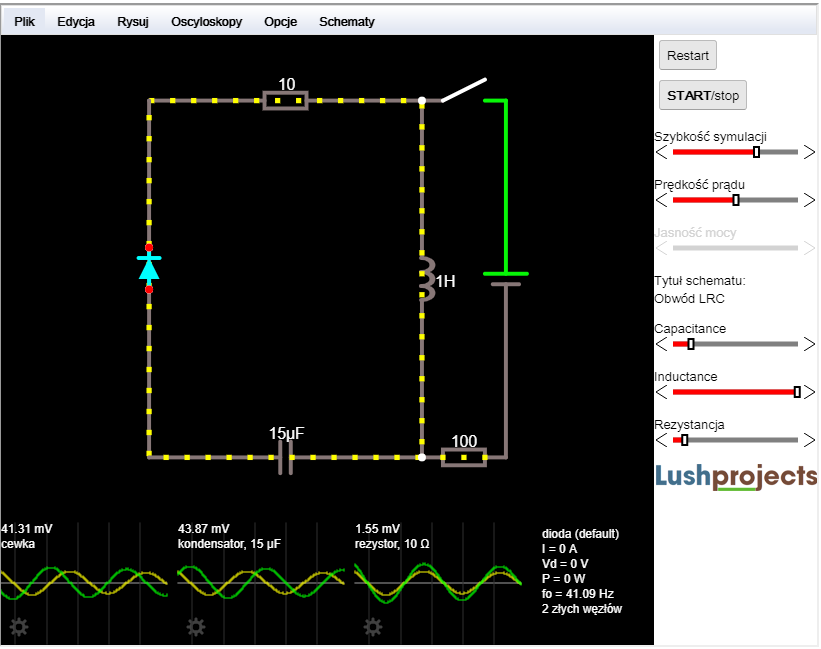 Plik Edycja Rysuj Oscyloskopy Opcje Schematy
Restart
START/stop
Szybkość symulacji
Prędkość prądu
Jasność mocy
Tytuł schematu:
Obwód LRC
Capacitance
Inductance
Rezystancja
Lushprojects
10
1H
15µF
100
41.31 mV
cewka
43.87 mV
kondensator, 15 µF
1.55 mV
rezystor, 10 Ω
dioda (default)
I = 0 A
Vd = 0 V
P = 0 W
fo = 41.09 Hz
2 złych węzłów